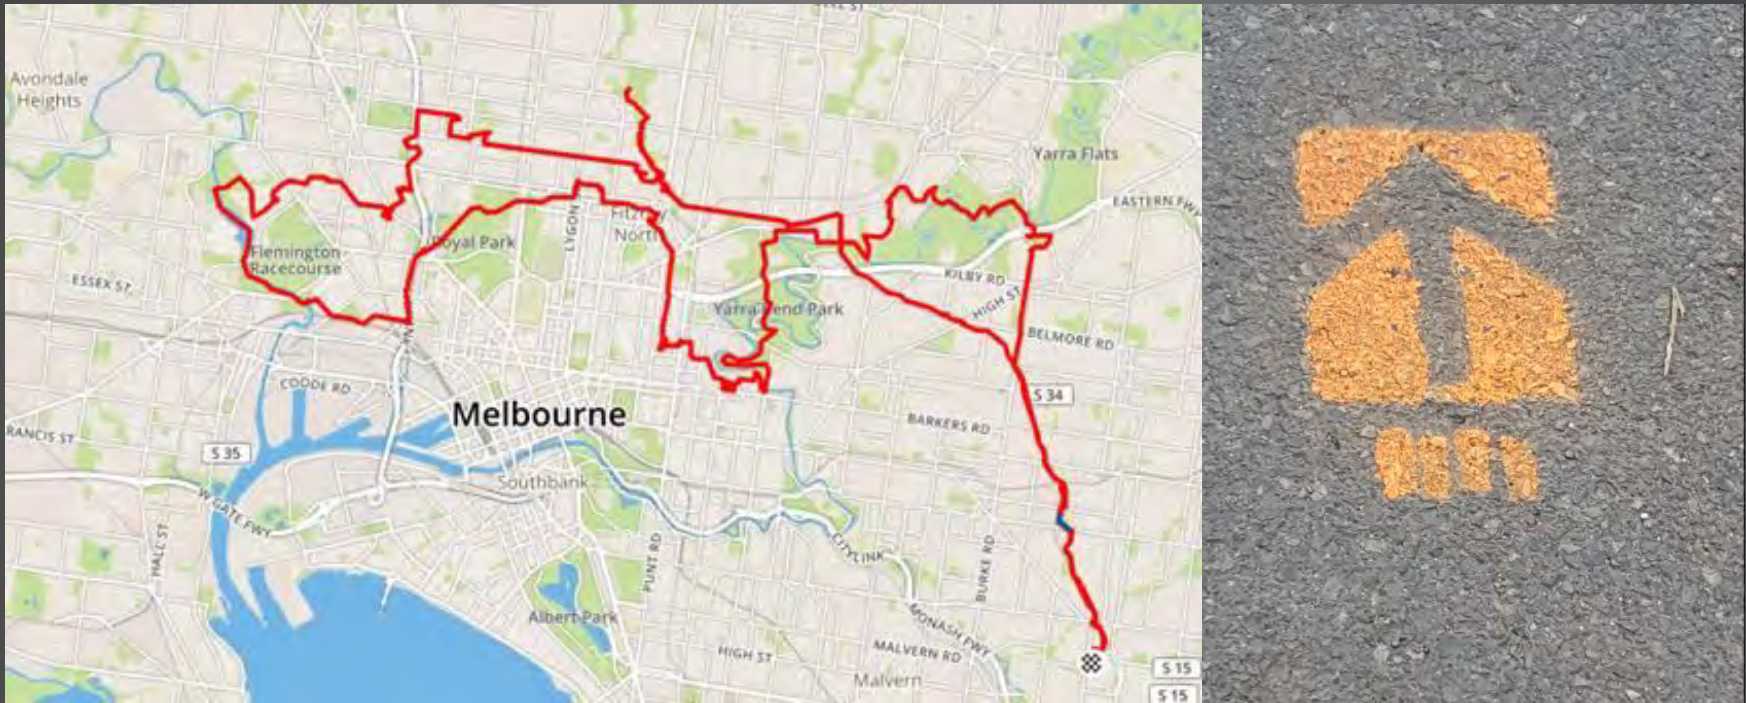 Avondale
Heights
Yarra Flats
EASTERN FWY
Royal Park
LYGON
Fitzroy
North
Flemington
Racecourse
ESSEX ST.
KILBY RD
HIGH ST
Yarra Bend Park
BELMORE RD
COODE RD
S 34
Melbourne
BARKERS RD
RANCIS ST
S 35
Southbank
W GATE FWY
HALL ST
PUNT RD
CITYLINK
BURKE RD
Albert Park
MONASH FWY
HIGH ST
MALVERN RD
S 15
Malvern
S 15